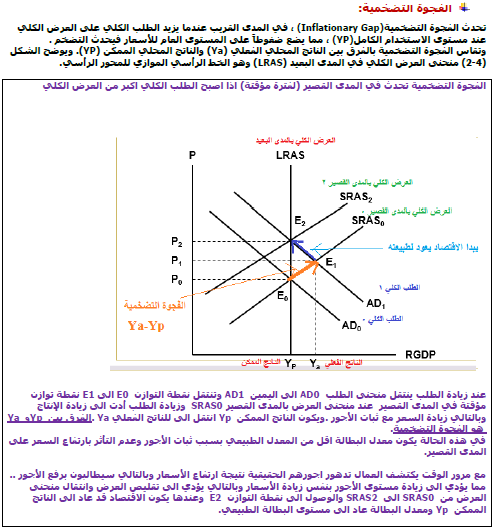 الفجوة التضخمية:
تحدث الفجوة التضخمية(Inflationary Gap) ، في المدى القريب عندما يزيد الطلب الكلي على العرض الكلي
عند مستوى الاستخدام الكامل(YP) ، مما يضع ضغوطاً على المستوى العام للأسعار فيحدث التضخم .
وتقاس الفجوة التضخمية بالفرق بين الناتج المحلي الفعلي (Ya) والناتج المحلي الممكن (YP). ويوضح الشكل
(2-4) منحنى العرض الكلي في المدى البعيد (LRAS) وهو الخط الرأسي الموازي للمحور الرأسي.
الفجوة التضخمية تحدث في المدى القصير (لفترة مؤقتة) اذا اصبح الطلب الكلي اكبر من العرض الكلي
العرض الكلي بالمدى البعيد
P
LRAS
العرض الكلي بالمدى القصير ٢
SRAS2
العرض الكلي بالمدى القصير ٠
SRAS0
E2
يبدا الاقتصاد يعود لطبيعته
P2
P1
E1
P0
E0
الفجوة التضخمية
Ya-Yp
الطلب الكلي ١
AD1
الطلب الكلي ٠
AD0
RGDP
الناتج الممكن
YP
Ya
الناتج الفعلي
عند زيادة الطلب ينتقل منحنى الطلب AD0 الى اليمين AD1 وتنتقل نقطة التوازن E0 الى E1 نقطة توازن
مؤقتة في المدى القصير عند منحنى العرض بالمدى القصير SRAS0 وزيادة الطلب أدت الى زيادة الإنتاج
وبالتالي زيادة السعر مع ثبات الأجور .ويكون الناتج الممكن Yp انتقل الى للناتج الفعلي Ya .الفرق بين Ypو Ya
هو الفجوة التضخمية.
في هذه الحالة يكون معدل البطالة اقل من المعدل الطبيعي بسبب ثبات الأجور وعدم التأثر بارتفاع السعر على
المدى القصير.
مع مرور الوقت يكتشف العمال تدهور اجورهم الحقيقية نتيجة ارتفاع الأسعار وبالتالي سيطالبون برفع الأجور ..
مما يؤدي الى زيادة مستوى الأجور بنفس زيادة الأسعار وبالتالي يؤدي الى تقليص العرض وانتقال منحنى
العرض من SRAS0 الى SRAS2 والوصول الى نقطة التوازن E2 وعندها يكون الاقتصاد قد عاد الى الناتج
الممكن Yp ومعدل البطالة عاد الى مستوى البطالة الطبيعي.